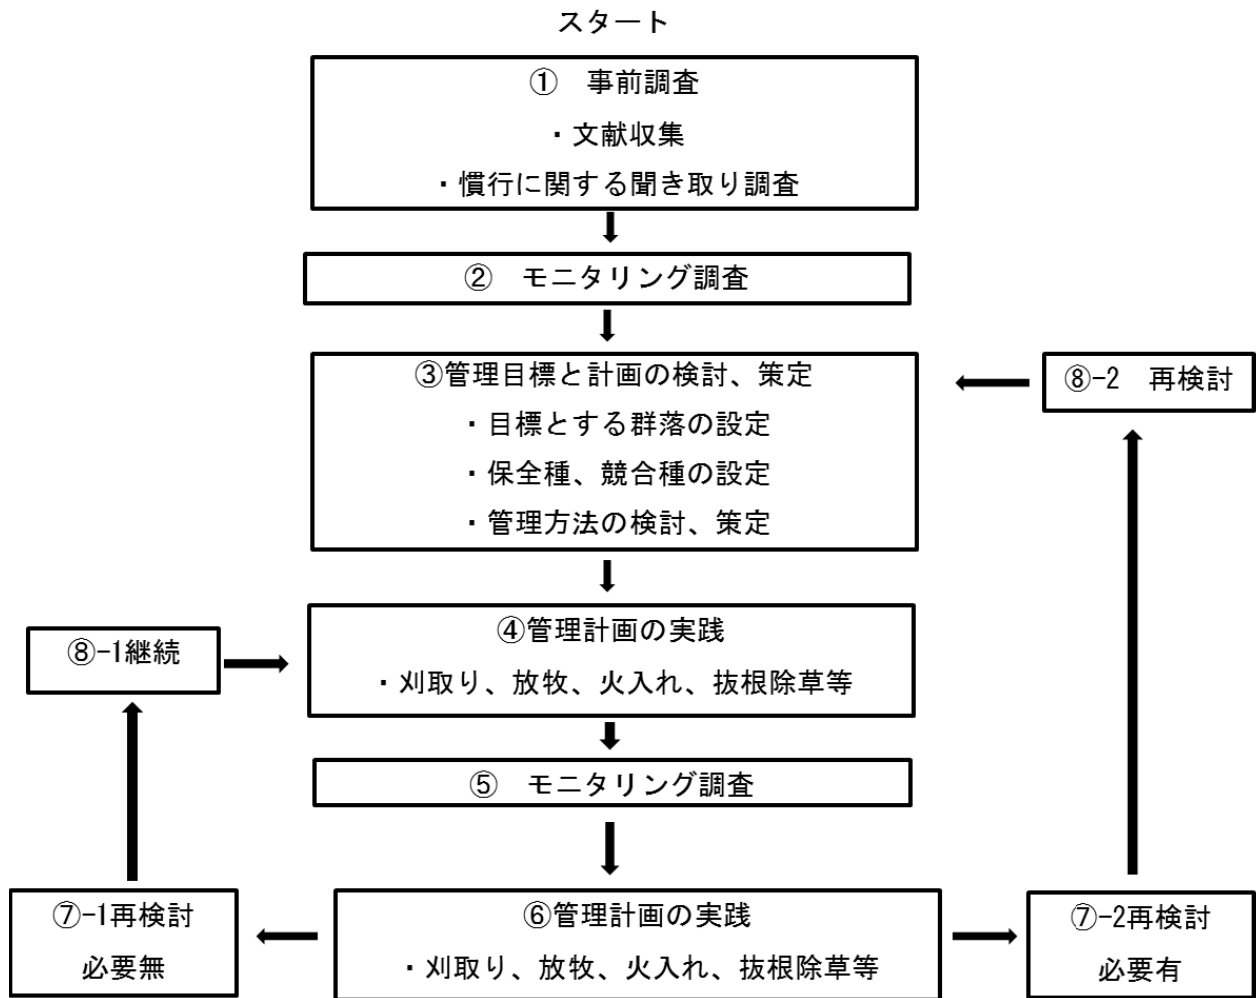 スタート
① 事前調査
・文献収集
・慣行に関する聞き取り調査
② モニタリング調査
③管理目標と計画の検討、策定
・目標とする群落の設定
・保全種、競合種の設定
・管理方法の検討、策定
⑧-2 再検討
④管理計画の実践
・刈取り、放牧、火入れ、抜根除草等
⑧-1継続
⑤ モニタリング調査
⑦-1再検討
必要無
⑥管理計画の実践
・刈取り、放牧、火入れ、抜根除草等
⑦-2再検討
必要有